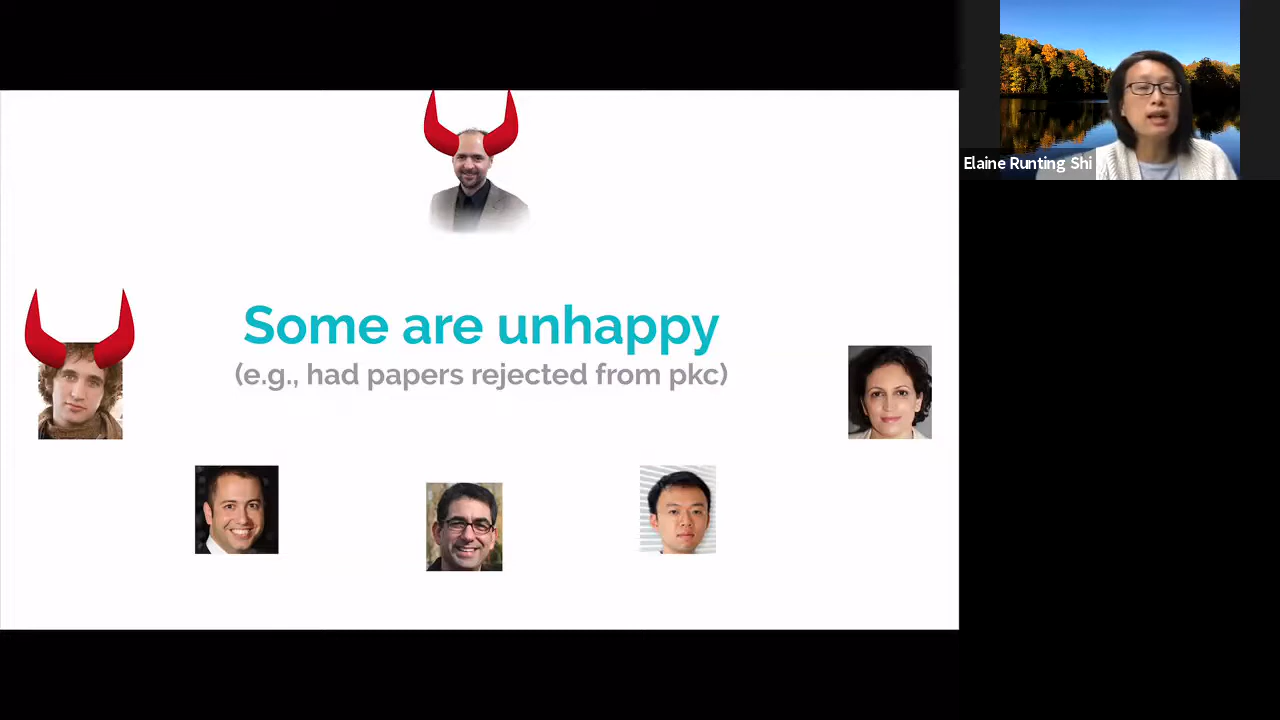 Elaine Runting Shi
Some are unhappy
(e.g., had papers rejected from pkc)